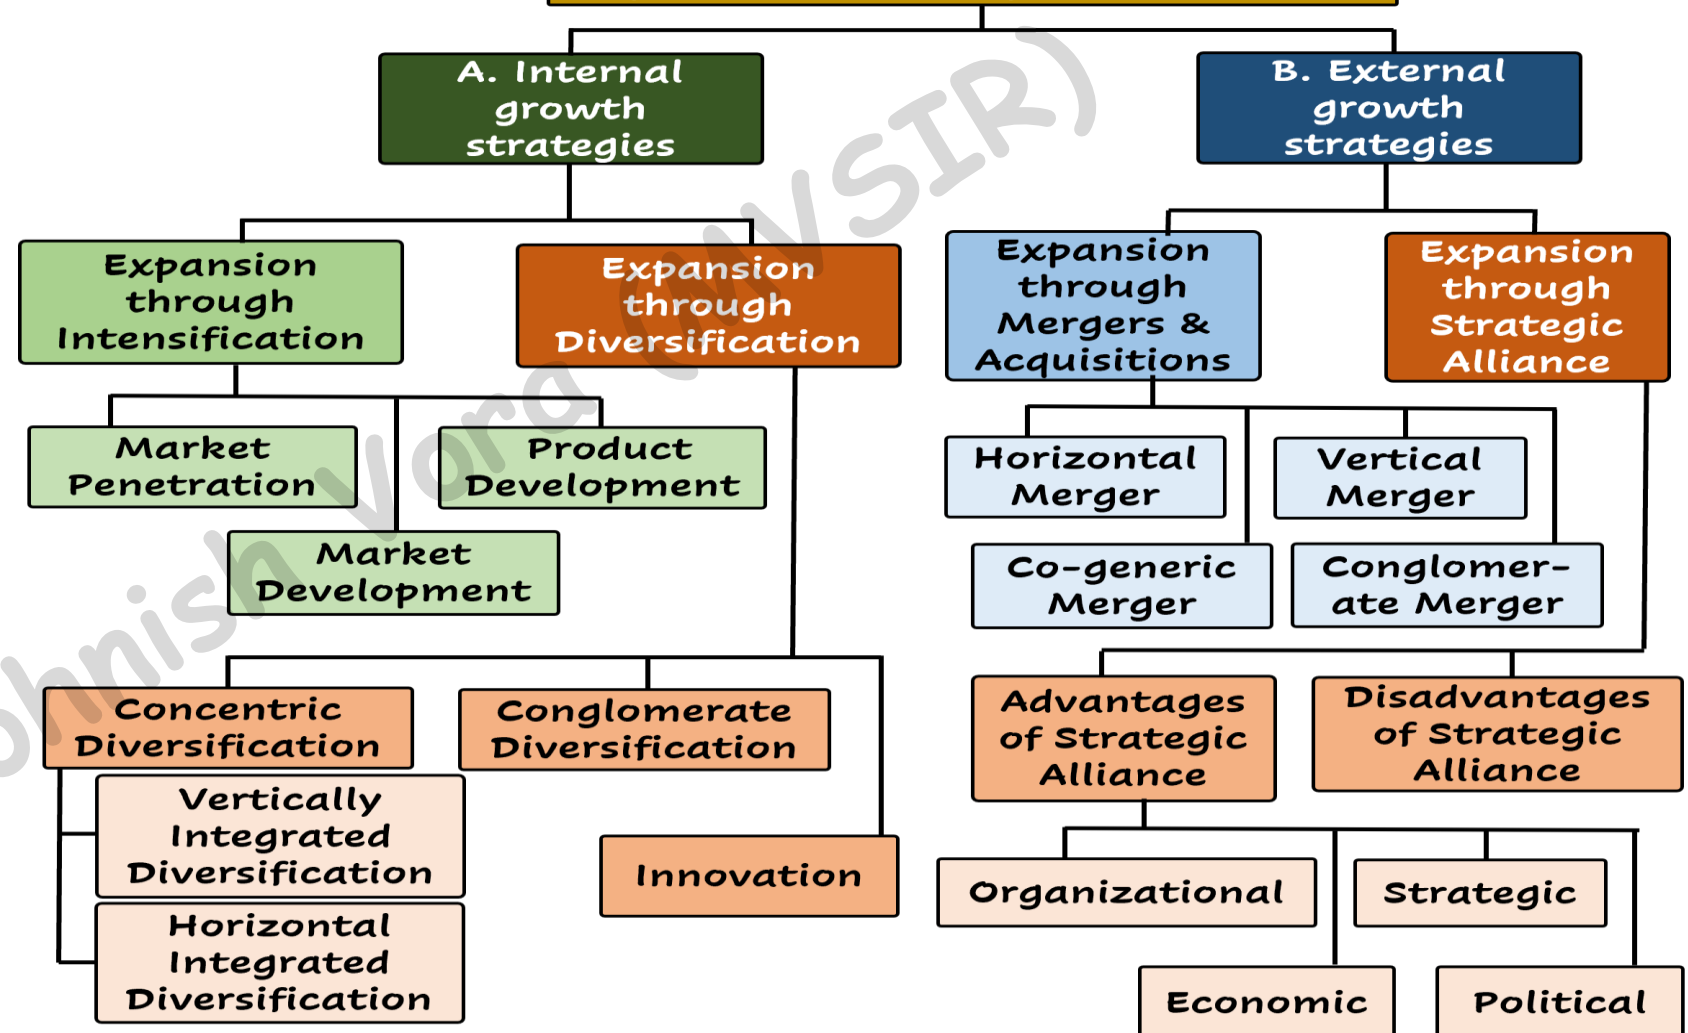 A. Internal
growth
strategies
B. External
growth
strategies
Expansion
through
Intensification
Expansion
through
Diversification
Expansion
through
Mergers &
Acquisitions
Expansion
through
Strategic
Alliance
Market
Penetration
Product
Development
Market
Development
Horizontal
Merger
Vertical
Merger
Co-generic
Merger
Conglomer-
ate Merger
Concentric
Diversification
Conglomerate
Diversification
Vertically
Integrated
Diversification
Horizontal
Integrated
Diversification
Innovation
Advantages
of Strategic
Alliance
Disadvantages
of Strategic
Alliance
Organizational
Strategic
Economic
Political
ohnish Vora (MVSIR)